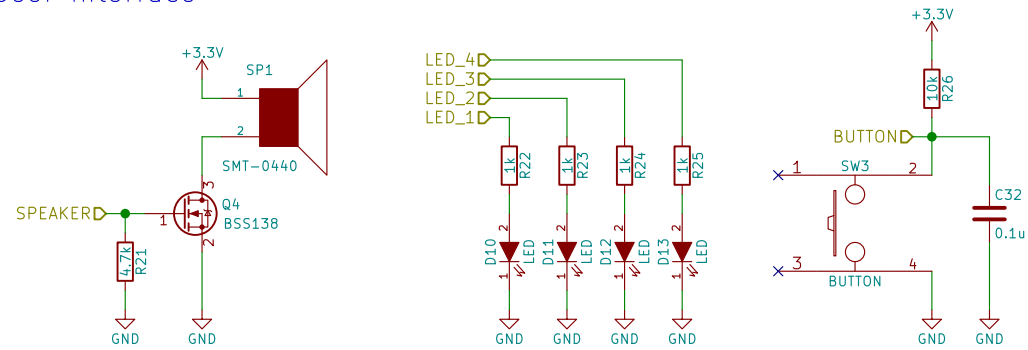 +3.3V
SP1
1
2
SMT-0440
3
Q4
SPEAKER
1
BSS138
2
4.7k
R21
GND
GND
LED_4
LED_3
LED_2
LED_1
1k
R22
1k
R23
1k
R24
1k
R25
2
2
2
2
D10
LED
D11
LED
D12
LED
D13
LED
1
1
1
1
GND
GND
GND
GND
+3.3V
10k
R26
BUTTON
1
SW3
2
C32
0.1u
3
4
BUTTON
GND
GND